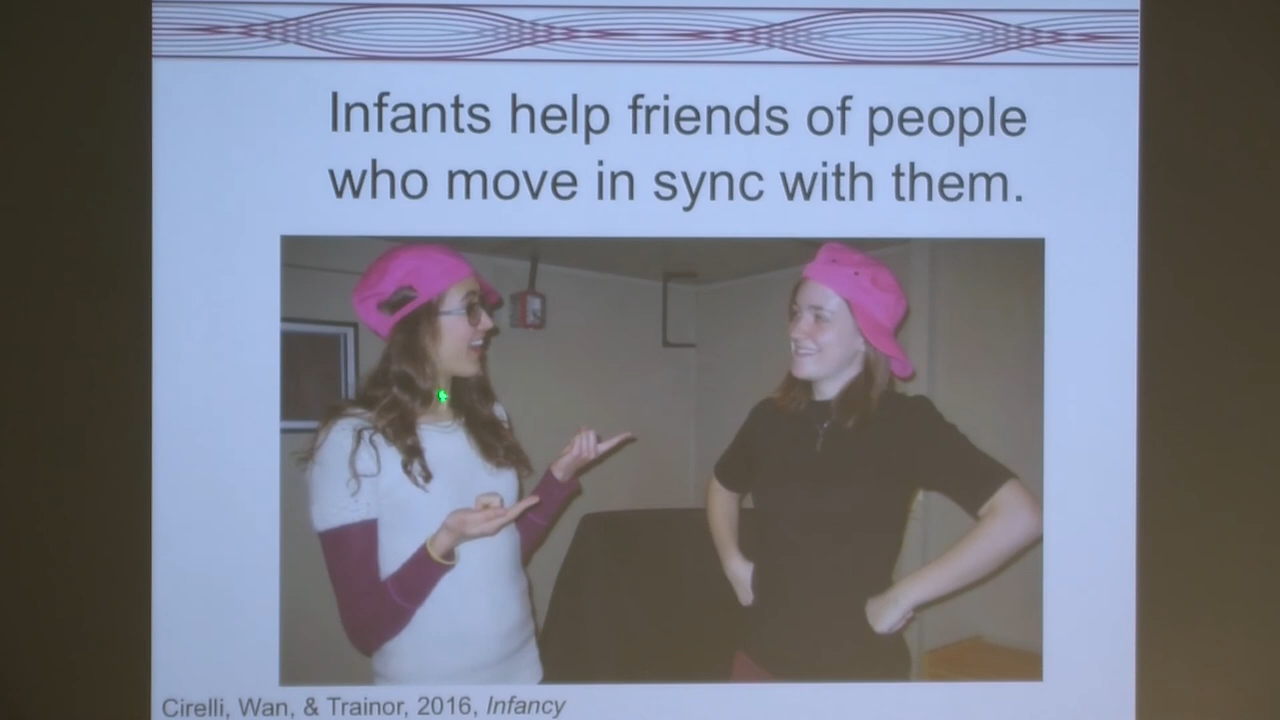 Infants help friends of people
who move in sync with them.
Cirelli, Wan, & Trainor, 2016, Infancy